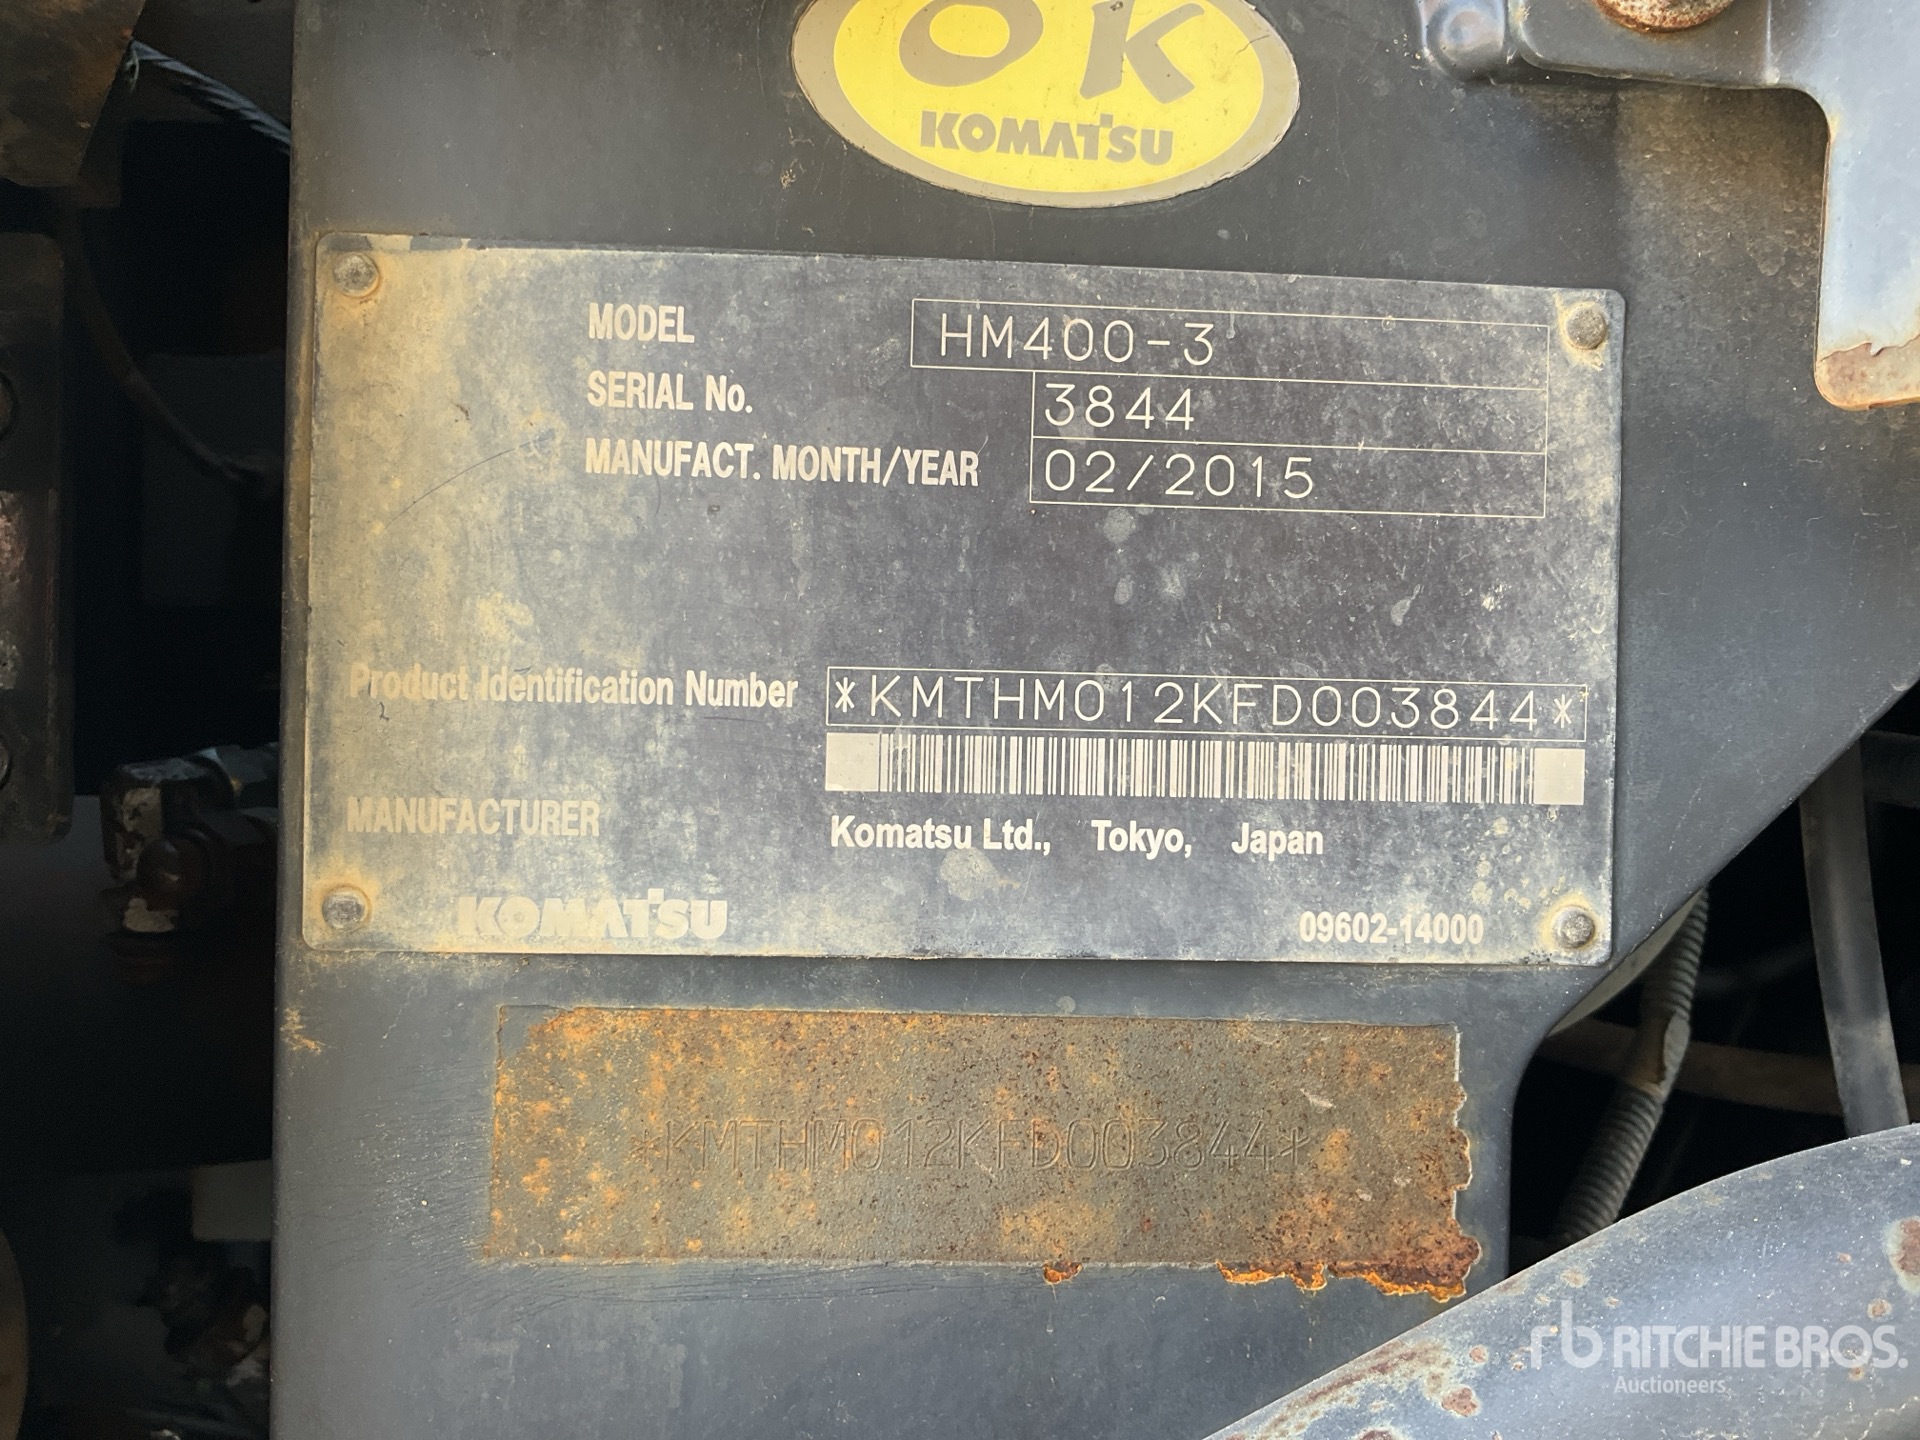 OK
KOMATSU
MODEL HM400-3
SERIAL No. 3844
MANUFACT. MONTH/YEAR 02/2015
Product Identification Number *KMTHM012KFD003844*
MANUFACTURER Komatsu Ltd., Tokyo, Japan
KOMATSU 09602-14000
*KMTHM012KFD003844*
rb RITCHIE BROS.
Auctioneers